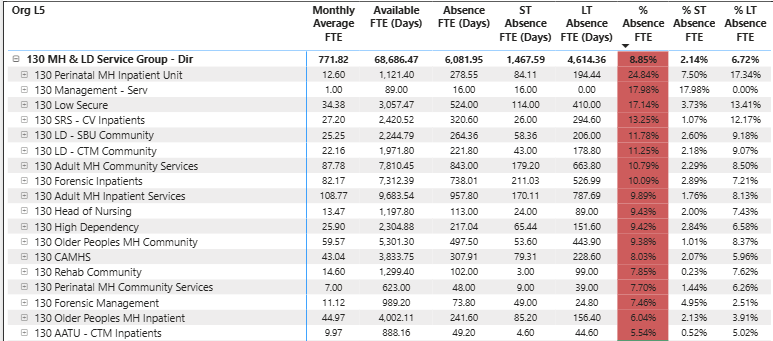 Org L5 Monthly Average FTE Available FTE (Days) Absence FTE (Days) ST Absence FTE (Days) LT Absence FTE (Days) % Absence FTE % ST Absence FTE % LT Absence FTE
130 MH & LD Service Group - Dir 771.82 68,686.47 6,081.95 1,467.59 4,614.36 8.85% 2.14% 6.72%
130 Perinatal MH Inpatient Unit 12.60 1,121.40 278.55 84.11 194.44 24.84% 7.50% 17.34%
130 Management - Serv 1.00 89.00 16.00 16.00 0.00 17.98% 17.98% 0.00%
130 Low Secure 34.38 3,057.47 524.00 114.00 410.00 17.14% 3.73% 13.41%
130 SRS - CV Inpatients 27.20 2,420.52 320.60 26.00 294.60 13.25% 1.07% 12.17%
130 LD - SBU Community 25.25 2,244.79 264.36 58.36 206.00 11.78% 2.60% 9.18%
130 LD - CTM Community 22.16 1,971.80 221.80 43.00 178.80 11.25% 2.18% 9.07%
130 Adult MH Community Services 87.78 7,810.45 843.00 179.20 663.80 10.79% 2.29% 8.50%
130 Forensic Inpatients 82.17 7,312.39 738.01 211.03 526.99 10.09% 2.89% 7.21%
130 Adult MH Inpatient Services 108.77 9,683.54 957.80 170.11 787.69 9.89% 1.76% 8.13%
130 Head of Nursing 13.47 1,197.80 113.00 24.00 89.00 9.43% 2.00% 7.43%
130 High Dependency 25.90 2,304.88 217.04 65.44 151.60 9.42% 2.84% 6.58%
130 Older Peoples MH Community 59.57 5,301.30 497.50 53.60 443.90 9.38% 1.01% 8.37%
130 CAMHS 43.04 3,833.75 307.91 79.31 228.60 8.03% 2.07% 5.96%
130 Rehab Community 14.60 1,299.40 102.00 3.00 99.00 7.85% 0.23% 7.62%
130 Perinatal MH Community Services 7.00 623.00 48.00 9.00 39.00 7.70% 1.44% 6.26%
130 Forensic Management 11.12 989.20 73.80 49.00 24.80 7.46% 4.95% 2.51%
130 Older Peoples MH Inpatient 44.97 4,002.11 241.60 85.20 156.40 6.04% 2.13% 3.91%
130 AATU - CTM Inpatients 9.97 888.16 49.20 4.60 44.60 5.54% 0.52% 5.02%